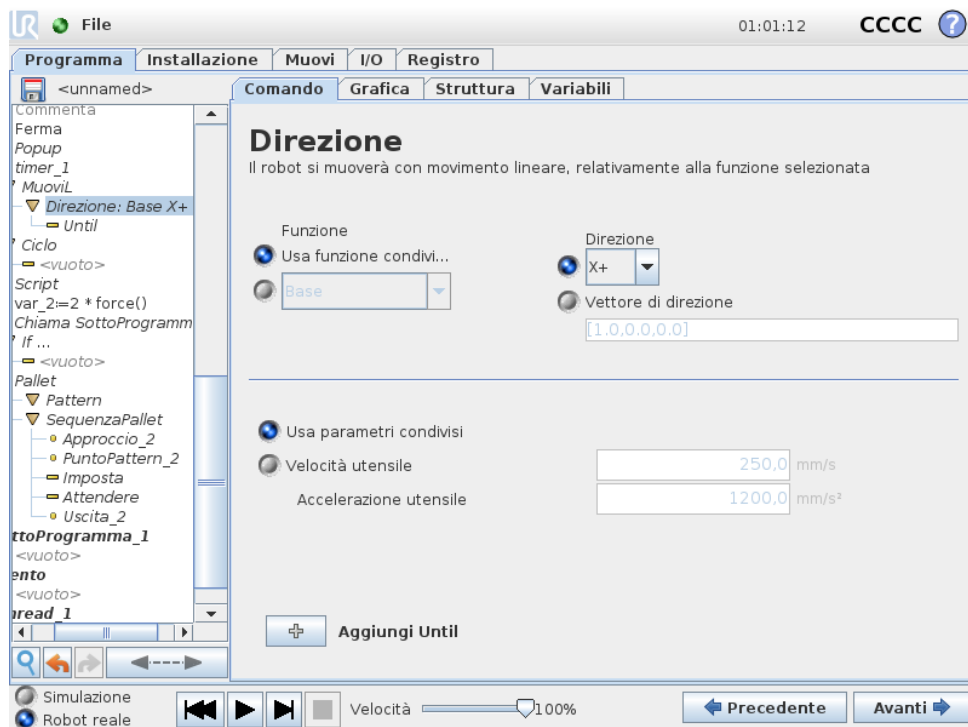 UR File 01:01:12 CCCC ?
Programma Installazione Muovi I/O Registro
<unnamed> Comando Grafica Struttura Variabili
Commenta
Ferma
Popup
timer_1
MuoviL
Direzione: Base X+
Until
Ciclo
<vuoto>
Script
var_2:=2 * force()
Chiama SottoProgramm
If ...
<vuoto>
Pallet
Pattern
SequenzaPallet
Approccio_2
PuntoPattern_2
Imposta
Attendere
Uscita_2
ttoProgramma_1
<vuoto>
ento
<vuoto>
hread_1
Direzione
Il robot si muoverà con movimento lineare, relativamente alla funzione selezionata
Funzione
Usa funzione condivi...
Base
Direzione
X+
Vettore di direzione
[1.0,0.0,0.0]
Usa parametri condivisi
Velocità utensile 250,0 mm/s
Accelerazione utensile 1200,0 mm/s²
Aggiungi Until
Simulazione
Robot reale
Velocità 100%
Precedente Avanti